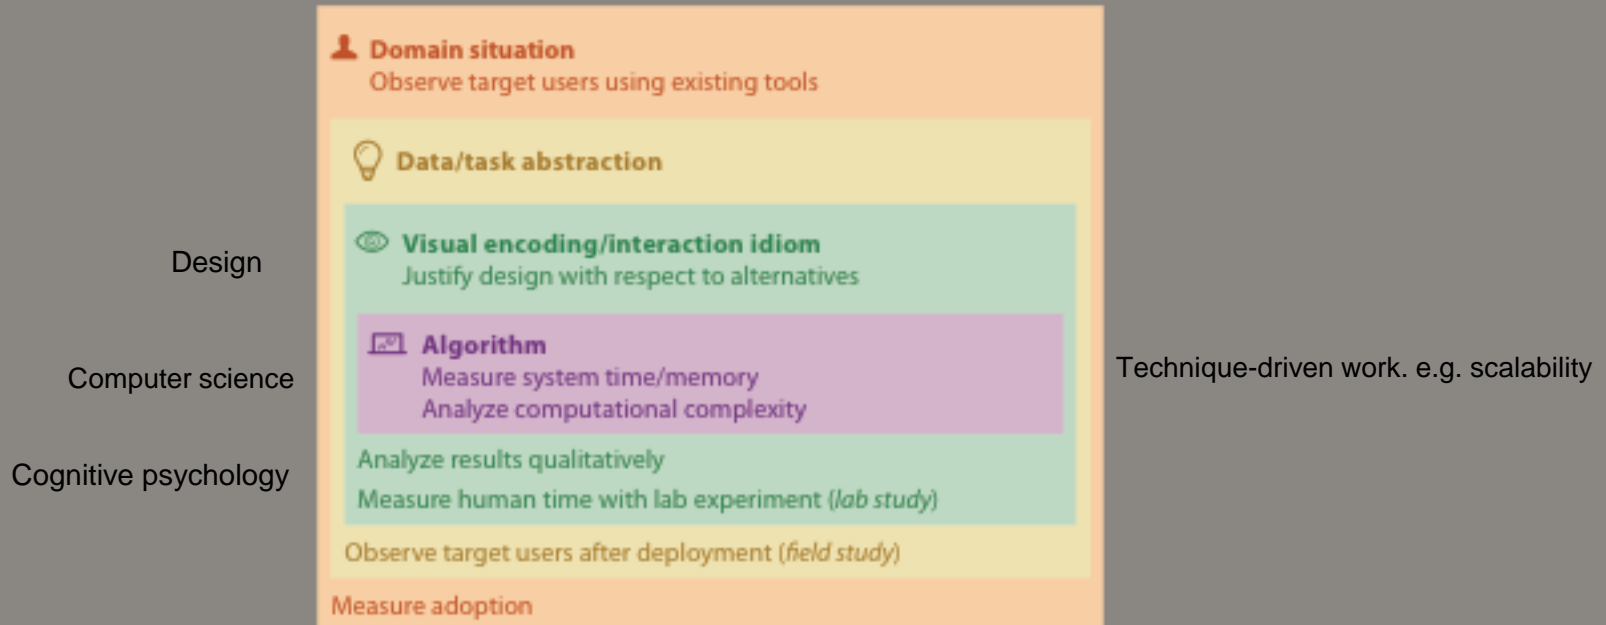 Domain situation
Observe target users using existing tools
Data/task abstraction
Design
Visual encoding/interaction idiom
Justify design with respect to alternatives
Computer science
Algorithm
Measure system time/memory
Analyze computational complexity
Technique-driven work. e.g. scalability
Cognitive psychology
Analyze results qualitatively
Measure human time with lab experiment (lab study)
Observe target users after deployment (field study)
Measure adoption